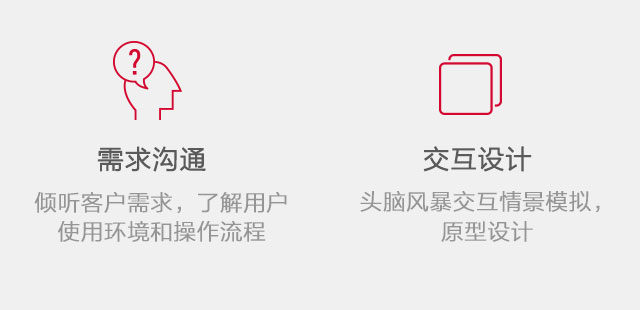 需求沟通
倾听客户需求，了解用户
使用环境和操作流程
交互设计
头脑风暴交互情景模拟，
原型设计